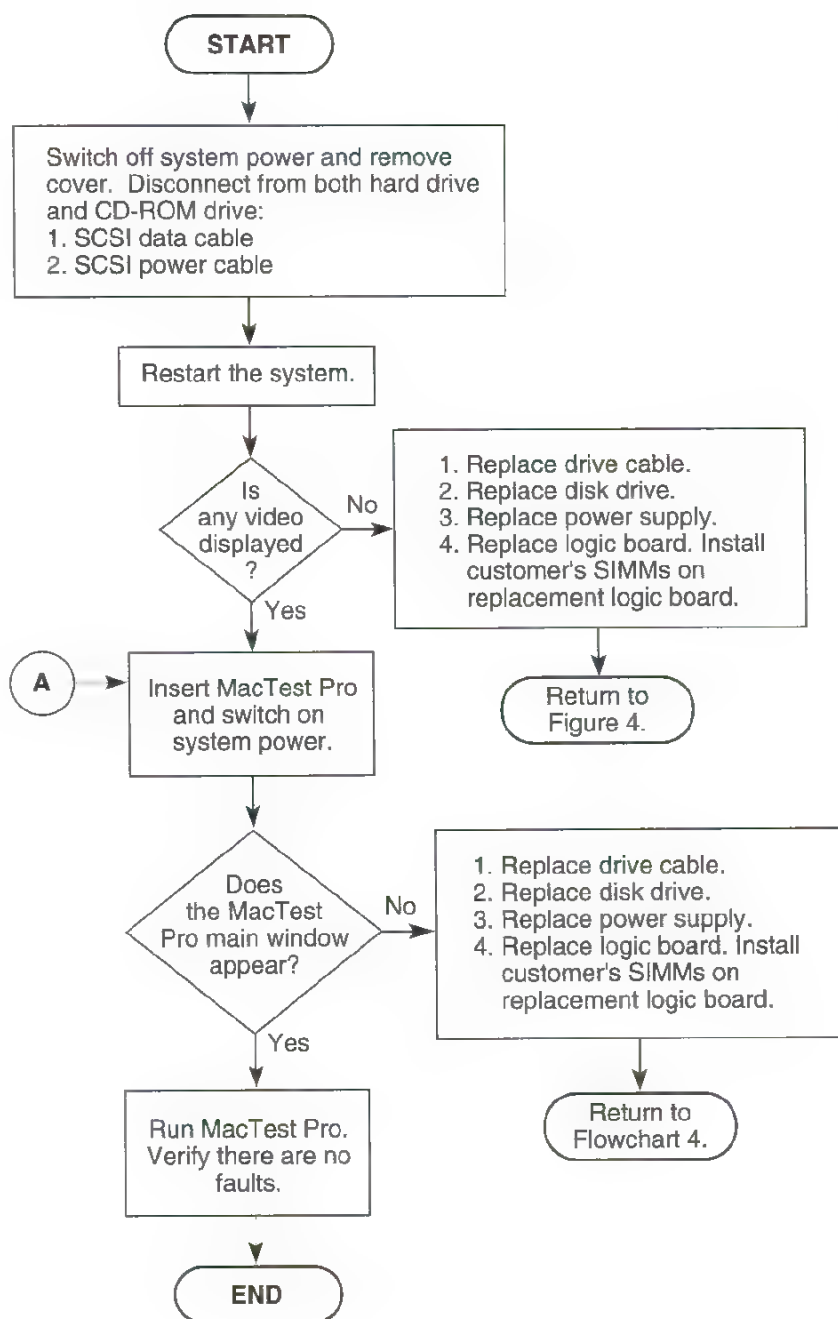 START
Switch off system power and remove
cover. Disconnect from both hard drive
and CD-ROM drive:
1. SCSI data cable
2. SCSI power cable
Restart the system.
Is
any video
displayed
?
No
1. Replace drive cable.
2. Replace disk drive.
3. Replace power supply.
4. Replace logic board. Install
customer's SIMMs on
replacement logic board.
Yes
Return to
Figure 4.
A
Insert MacTest Pro
and switch on
system power.
Does
the MacTest
Pro main window
appear?
No
1. Replace drive cable.
2. Replace disk drive.
3. Replace power supply.
4. Replace logic board. Install
customer's SIMMs on
replacement logic board.
Yes
Return to
Flowchart 4.
Run MacTest Pro.
Verify there are no
faults.
END